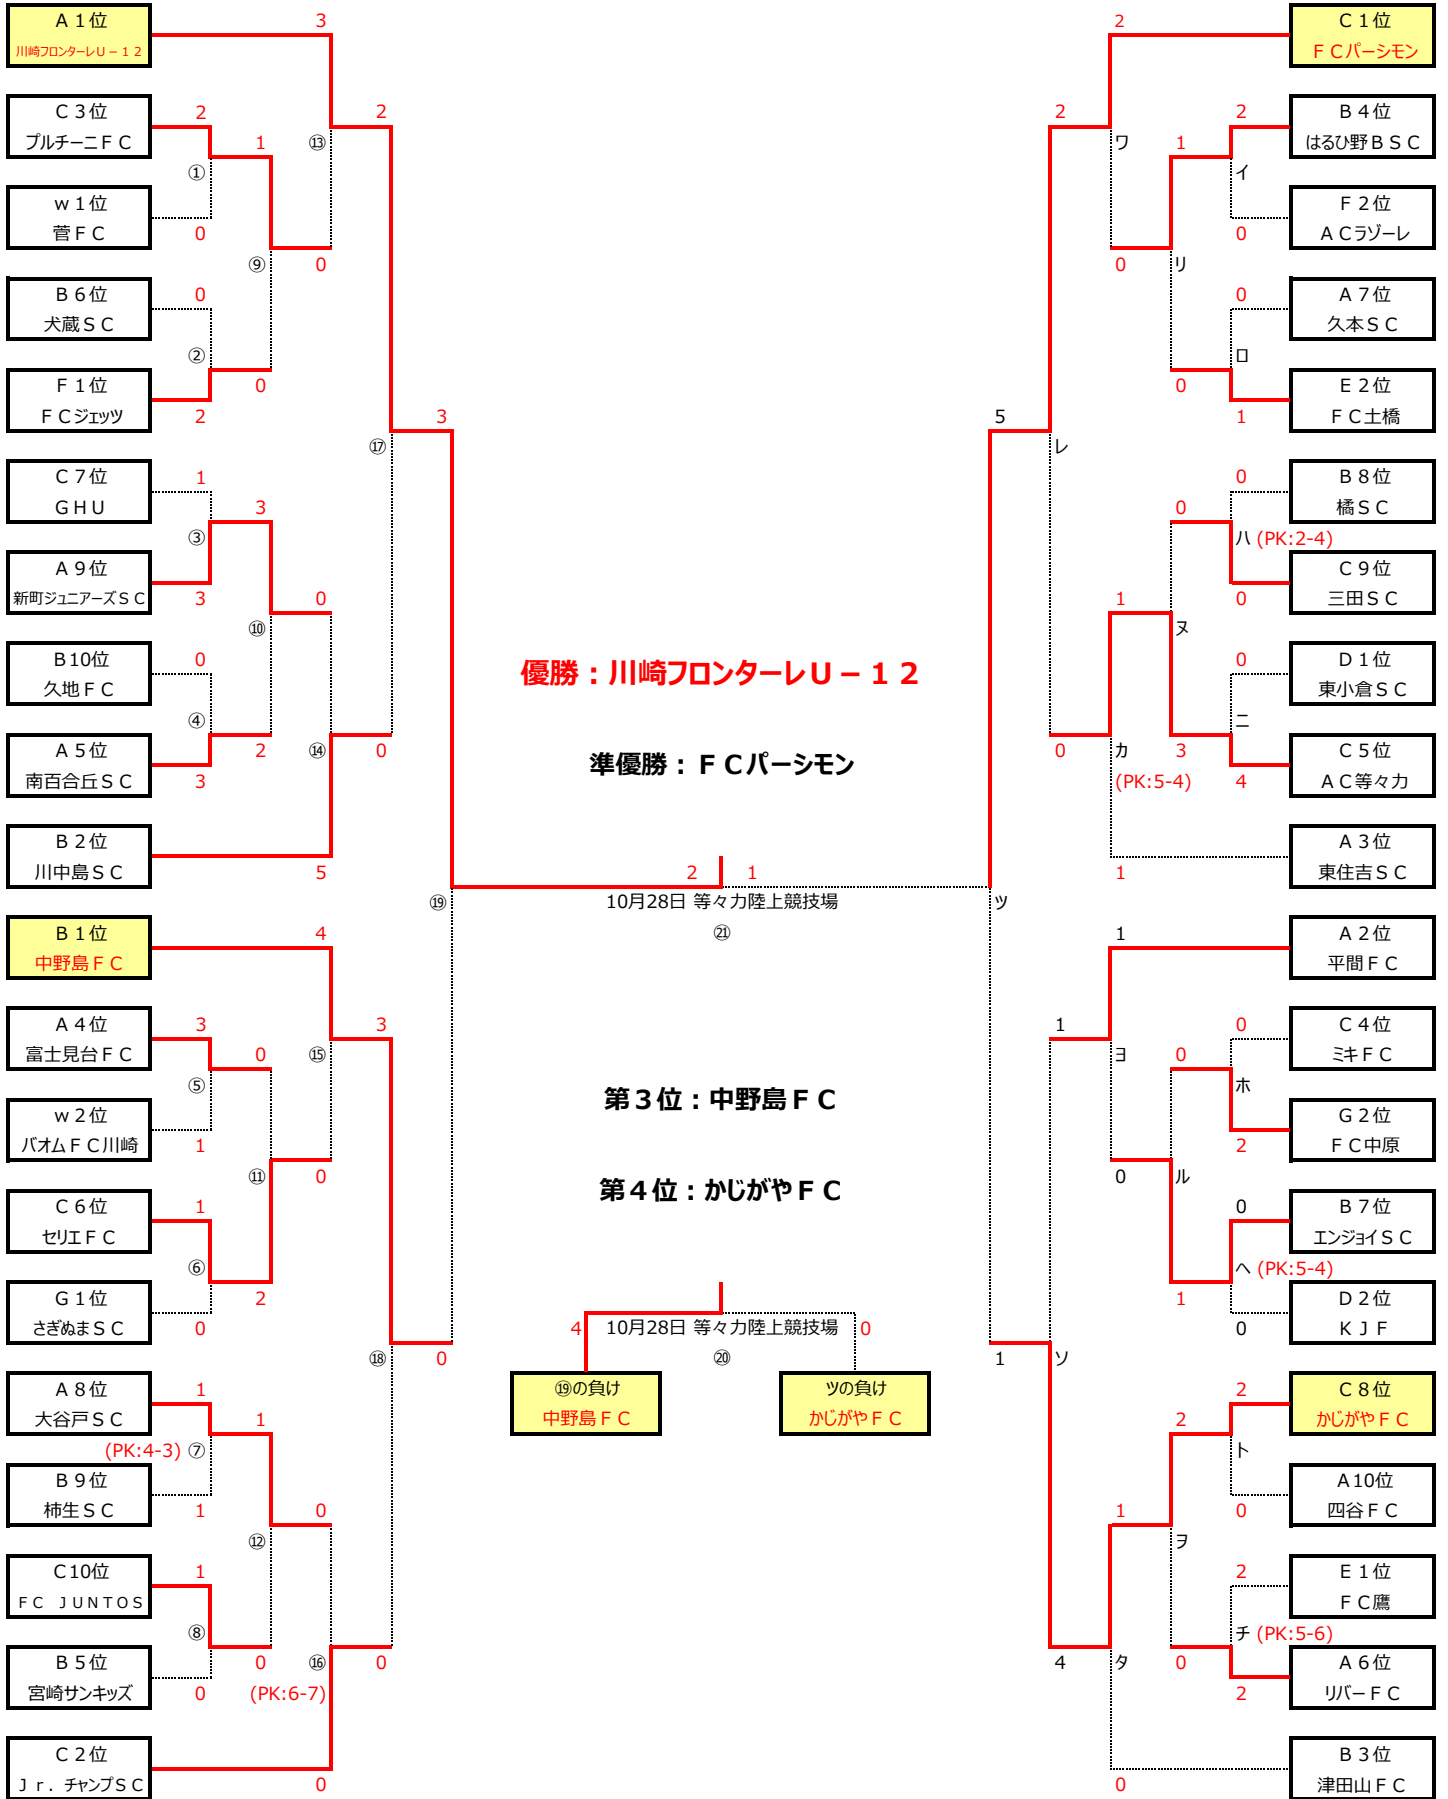 A１位
川崎フロンターレU－１２
C３位
プルチーニＦＣ
w１位
菅ＦＣ
B６位
犬蔵ＳＣ
F１位
ＦＣジェッツ
C７位
GHU
A９位
新町ジュニアーズＳＣ
B10位
久地ＦＣ
A５位
南百合丘ＳＣ
B２位
川中島ＳＣ
B１位
中野島ＦＣ
A４位
富士見台ＦＣ
w２位
バオムＦＣ川崎
C６位
セリエＦＣ
G１位
さぎぬまＳＣ
A８位
大谷戸ＳＣ
B９位
柿生ＳＣ
C10位
ＦＣ　ＪＵＮＴＯＳ
B５位
宮崎サンキッズ
C２位
Ｊｒ．チャンプＳＣ
3
2
0
①
1
0
2
②
0
⑨
0
⑬
2
1
3
③
3
0
3
④
2
⑩
0
⑭
5
0
⑰
3
4
3
1
⑤
0
1
0
⑥
2
⑪
0
⑮
3
1
(PK:4-3) ⑦
1
1
1
⑧
0
0
⑫
0
⑯
(PK:6-7)
0
0
⑱
0
⑲
優勝：川崎フロンターレU－１２
準優勝：ＦＣパーシモン
2 1
10月28日 等々力陸上競技場
㉑
第３位：中野島ＦＣ
第４位：かじがやＦＣ
4
10月28日 等々力陸上競技場
0
⑳
⑲の負け
中野島ＦＣ
ツの負け
かじがやＦＣ
2
2
ワ
1
2
イ
0
0
リ
0
ロ
0
1
5
レ
0
0
ハ (PK:2-4)
0
1
ヌ
0
ニ
0
カ
3
(PK:5-4)
4
1
ツ
1
1
ヨ
0
0
ホ
2
0
ル
0
ヘ (PK:5-4)
1
0
1
ソ
2
2
ト
0
1
ヲ
2
チ (PK:5-6)
4
タ
0
2
0
C１位
ＦＣパーシモン
B４位
はるひ野ＢＳＣ
F２位
ＡＣラゾーレ
A７位
久本ＳＣ
E２位
ＦＣ土橋
B８位
橘ＳＣ
C９位
三田ＳＣ
D１位
東小倉ＳＣ
C５位
ＡＣ等々力
A３位
東住吉ＳＣ
A２位
平間ＦＣ
C４位
ミキＦＣ
G２位
ＦＣ中原
B７位
エンジョイＳＣ
D２位
ＫＪＦ
C８位
かじがやＦＣ
A10位
四谷ＦＣ
E１位
ＦＣ鷹
A６位
リバーＦＣ
B３位
津田山ＦＣ